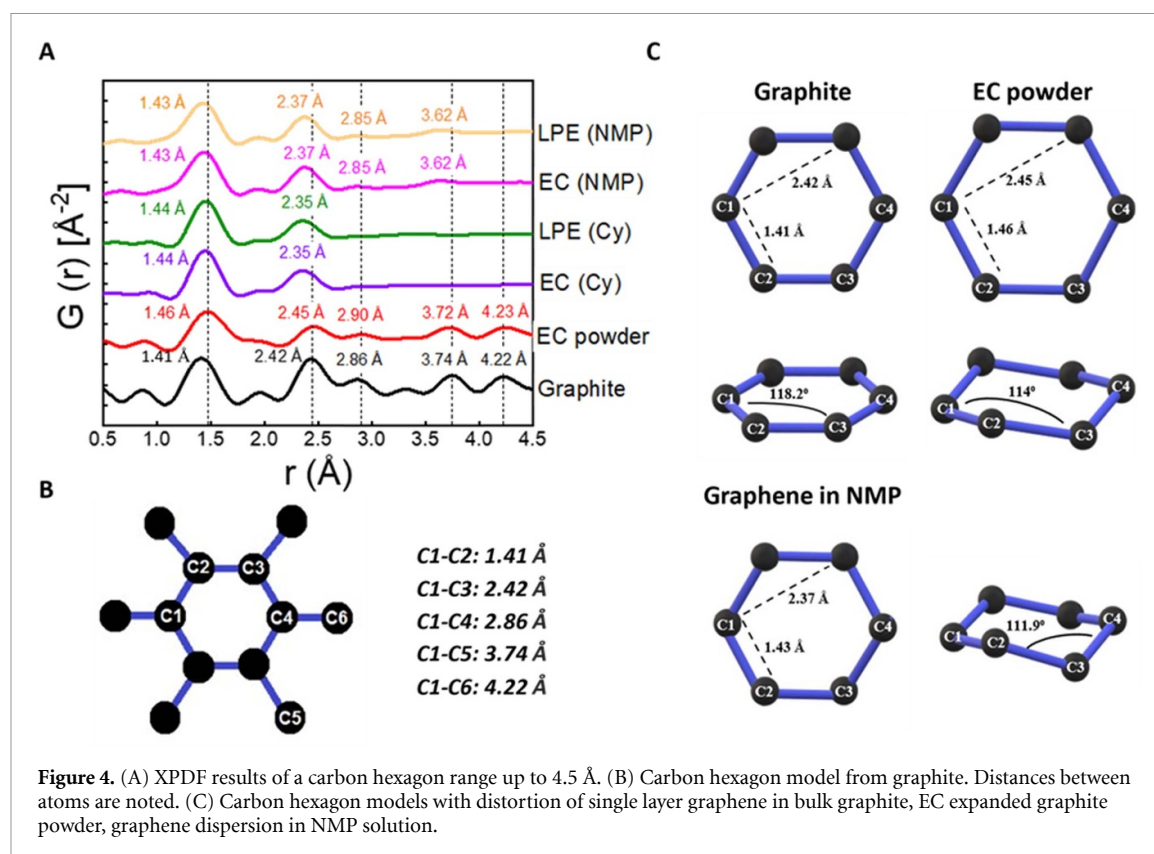 A
1.43 Å 2.37 Å 2.85 Å 3.62 Å LPE (NMP)
1.43 Å 2.37 Å 2.85 Å 3.62 Å EC (NMP)
1.44 Å 2.35 Å LPE (Cy)
1.44 Å 2.35 Å EC (Cy)
1.46 Å 2.45 Å 2.90 Å 3.72 Å 4.23 Å EC powder
1.41 Å 2.42 Å 2.86 Å 3.74 Å 4.22 Å Graphite
G (r) [Å⁻²]
0.5 1.0 1.5 2.0 2.5 3.0 3.5 4.0 4.5
r (Å)
B
C2 C3
C1 C4 C6
C5
C1-C2: 1.41 Å
C1-C3: 2.42 Å
C1-C4: 2.86 Å
C1-C5: 3.74 Å
C1-C6: 4.22 Å
C
Graphite EC powder
2.42 Å
C1 C4
1.41 Å
C2 C3
2.45 Å
C1 C4
1.46 Å
C2 C3
C1 118.2º C4
C2 C3
C1 114º C4
C2 C3
Graphene in NMP
2.37 Å
C1 C4
1.43 Å
C2 C3
C1 111.9º C4
C2 C3
Figure 4. (A) XPDF results of a carbon hexagon range up to 4.5 Å. (B) Carbon hexagon model from graphite. Distances between
atoms are noted. (C) Carbon hexagon models with distortion of single layer graphene in bulk graphite, EC expanded graphite
powder, graphene dispersion in NMP solution.